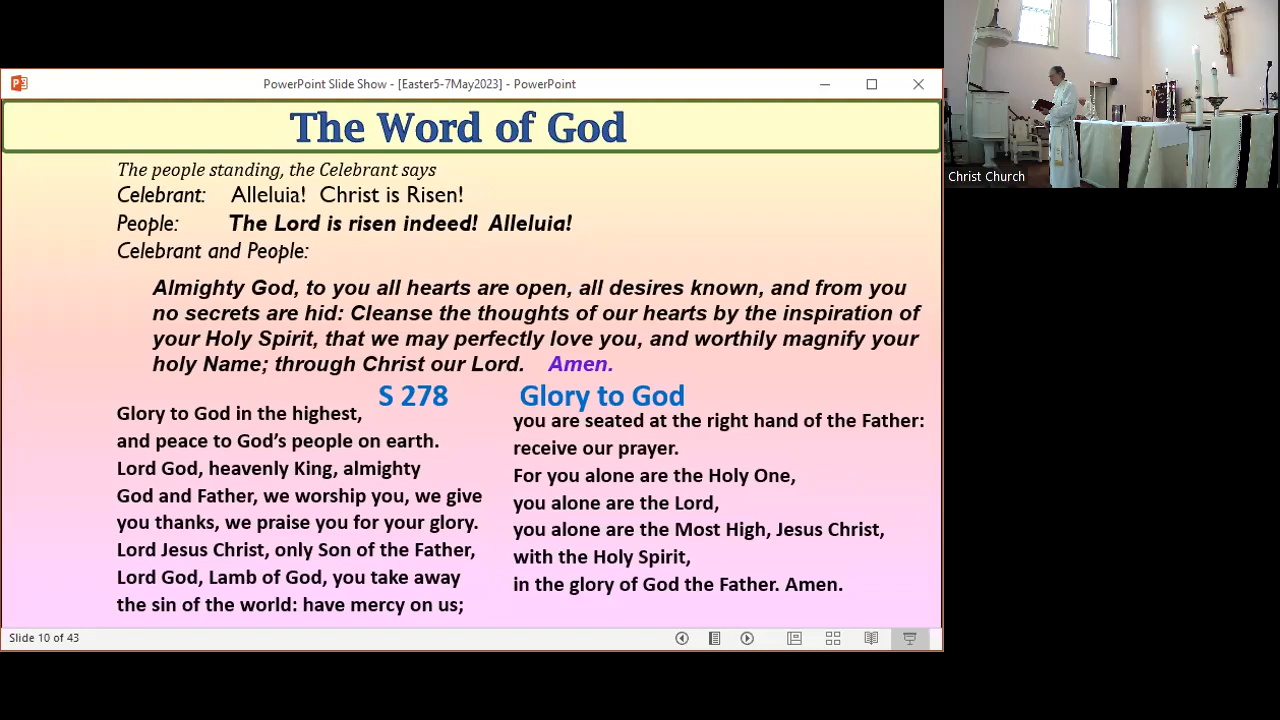 PowerPoint Slide Show - [Easter5-7May2023] - PowerPoint
The Word of God
The people standing, the Celebrant says
Celebrant: Alleluia! Christ is Risen!
People: The Lord is risen indeed! Alleluia!
Celebrant and People:
Almighty God, to you all hearts are open, all desires known, and from you
no secrets are hid: Cleanse the thoughts of our hearts by the inspiration of
your Holy Spirit, that we may perfectly love you, and worthily magnify your
holy Name; through Christ our Lord. Amen.
S 278 Glory to God
Glory to God in the highest,
and peace to God’s people on earth.
Lord God, heavenly King, almighty
God and Father, we worship you, we give
you thanks, we praise you for your glory.
Lord Jesus Christ, only Son of the Father,
Lord God, Lamb of God, you take away
the sin of the world: have mercy on us;
you are seated at the right hand of the Father:
receive our prayer.
For you alone are the Holy One,
you alone are the Lord,
you alone are the Most High, Jesus Christ,
with the Holy Spirit,
in the glory of God the Father. Amen.
Slide 10 of 43
Christ Church